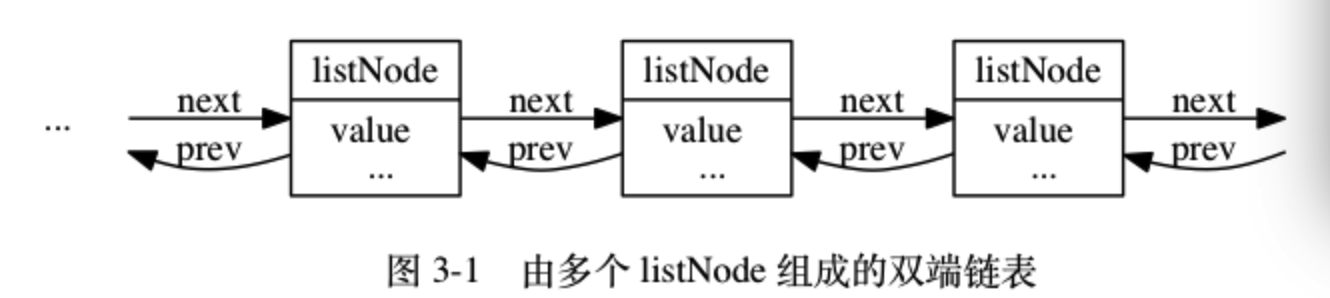 listNode listNode listNode
... next next next next
value value value
prev prev prev prev
... ... ...
图 3-1 由多个 listNode 组成的双端链表